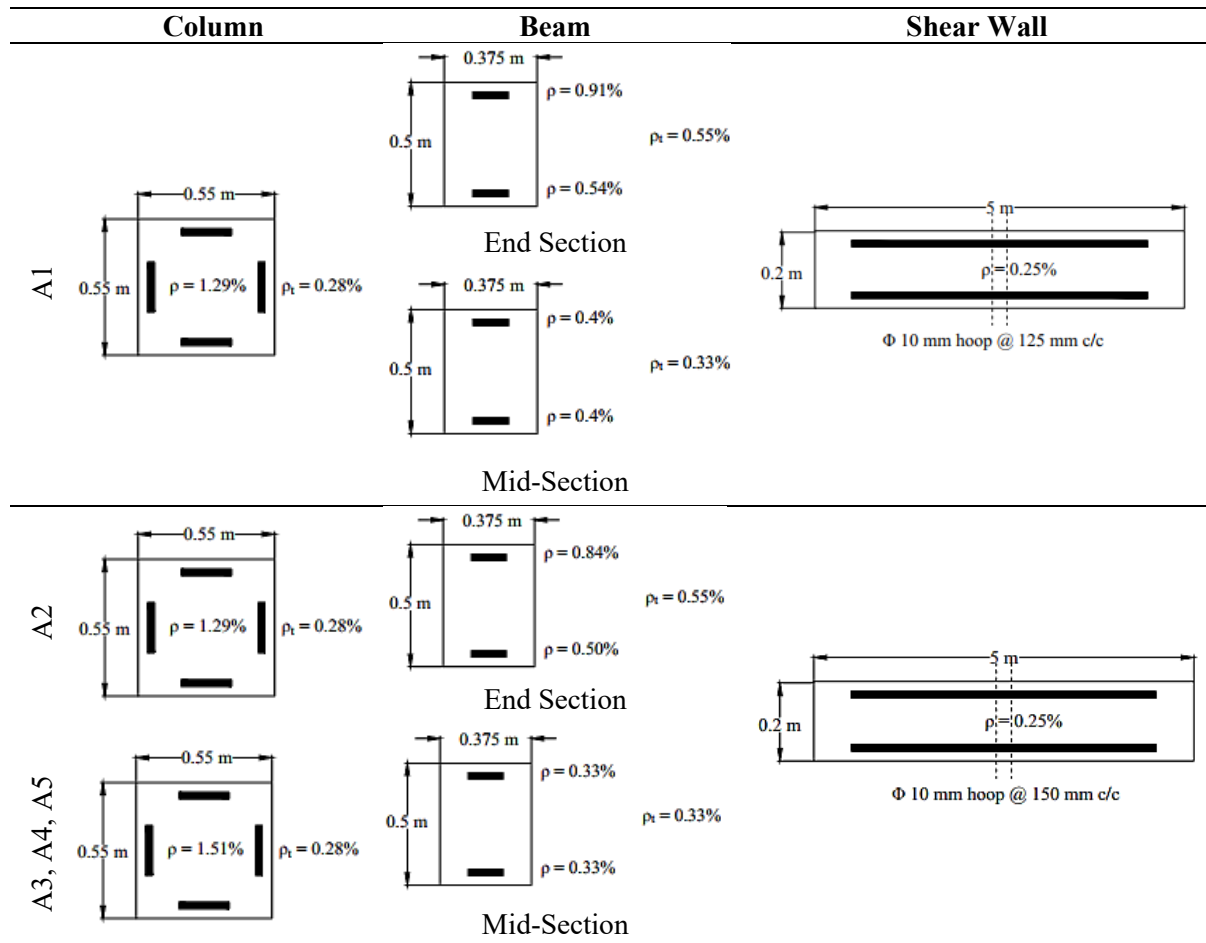 Column Beam Shear Wall
A1
0.55 m
0.55 m
ρ = 1.29%
ρt = 0.28%
0.375 m
0.5 m
ρ = 0.91%
ρ = 0.54%
ρt = 0.55%
End Section
0.375 m
0.5 m
ρ = 0.4%
ρ = 0.4%
ρt = 0.33%
Mid-Section
5 m
0.2 m
ρ = 0.25%
Φ 10 mm hoop @ 125 mm c/c
A2
0.55 m
0.55 m
ρ = 1.29%
ρt = 0.28%
0.375 m
0.5 m
ρ = 0.84%
ρ = 0.50%
ρt = 0.55%
End Section
A3, A4, A5
0.55 m
0.55 m
ρ = 1.51%
ρt = 0.28%
0.375 m
0.5 m
ρ = 0.33%
ρ = 0.33%
ρt = 0.33%
Mid-Section
5 m
0.2 m
ρ = 0.25%
Φ 10 mm hoop @ 150 mm c/c